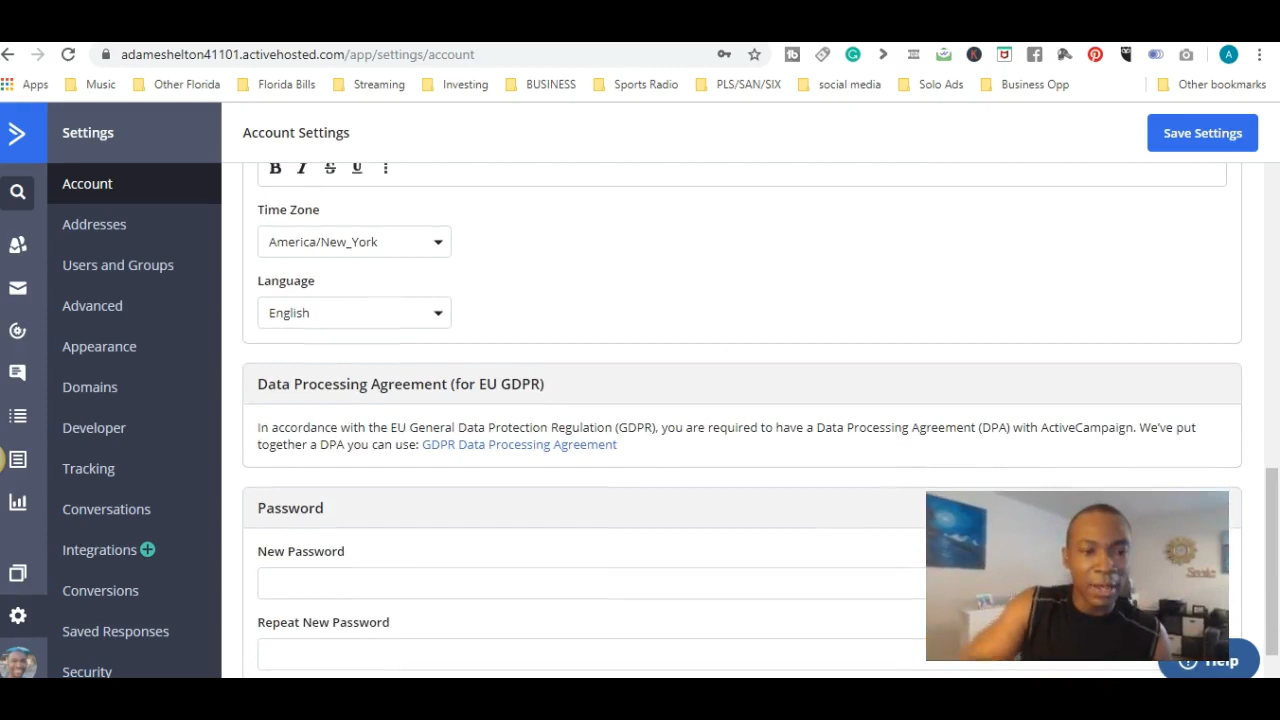 adameshelton41101.activehosted.com/app/settings/account
Apps Music Other Florida Florida Bills Streaming Investing BUSINESS Sports Radio PLS/SAN/SIX social media Solo Ads Business Opp Other bookmarks
Settings
Account Settings
Save Settings
Account
Addresses
Users and Groups
Advanced
Appearance
Domains
Developer
Tracking
Conversations
Integrations
Conversions
Saved Responses
Security
B I S U
Time Zone
America/New_York
Language
English
Data Processing Agreement (for EU GDPR)
In accordance with the EU General Data Protection Regulation (GDPR), you are required to have a Data Processing Agreement (DPA) with ActiveCampaign. We've put
together a DPA you can use: GDPR Data Processing Agreement
Password
New Password
Repeat New Password
Help